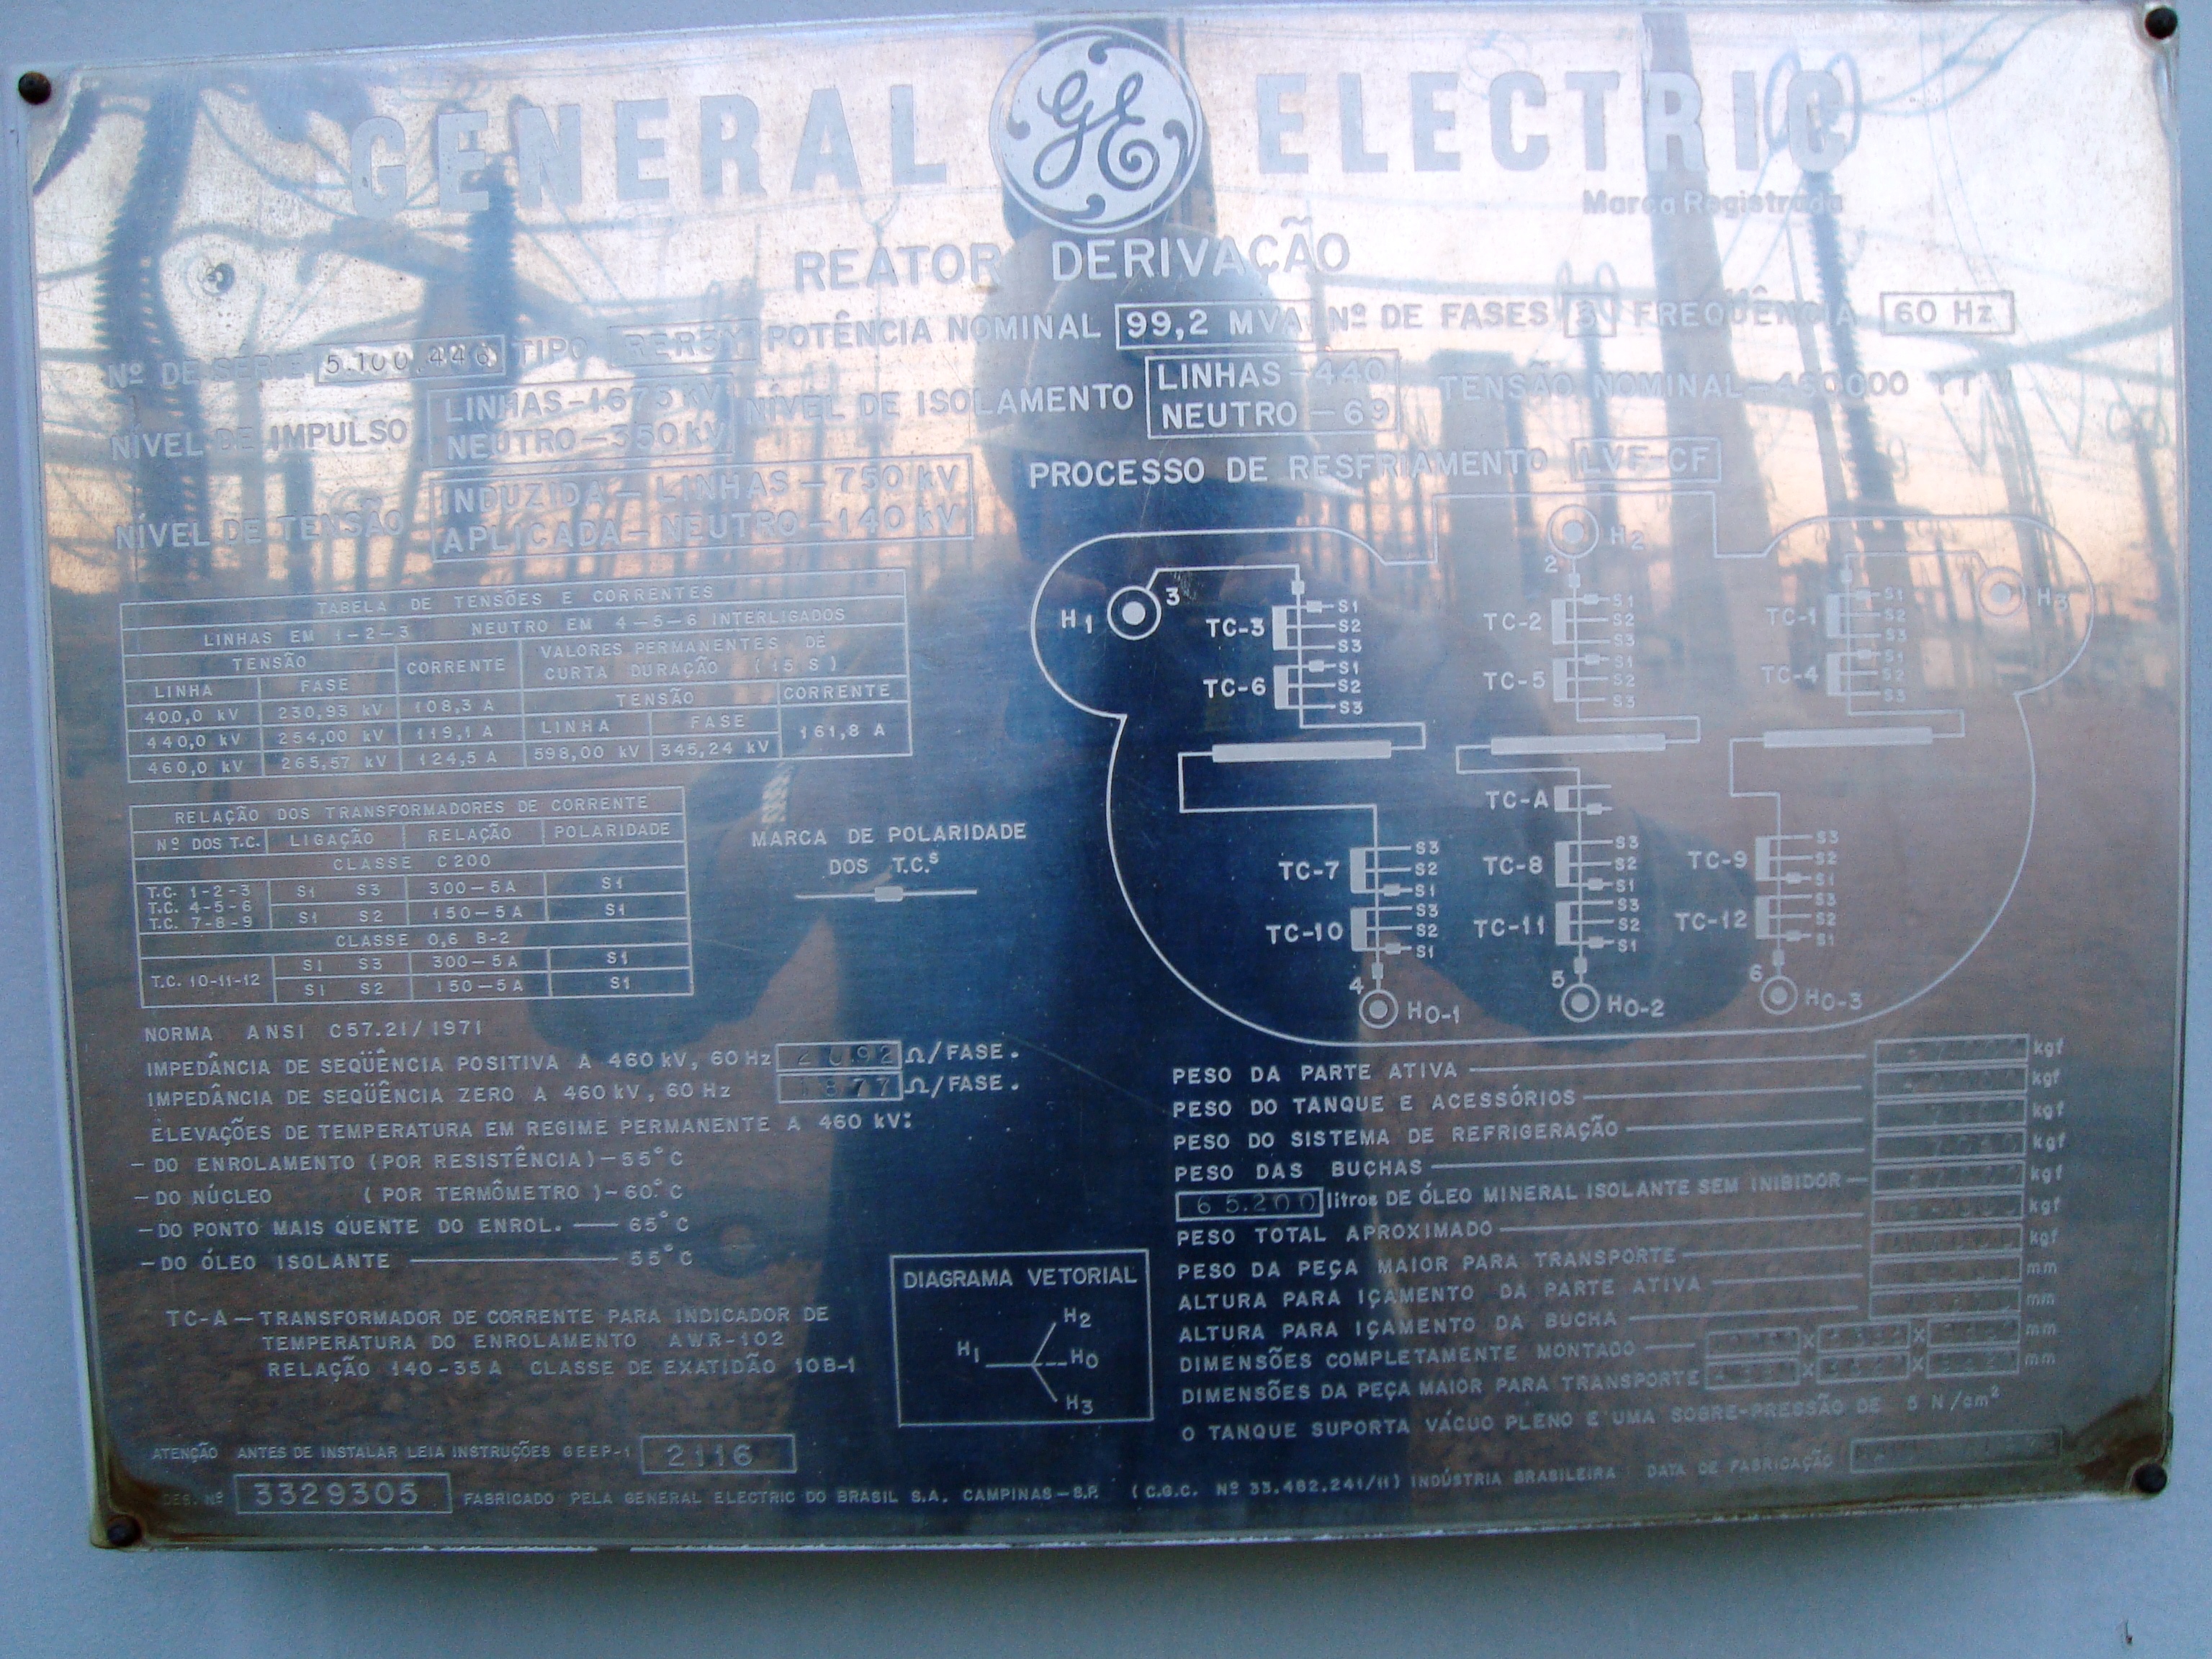 GENERAL GE ELECTRIC
Marca Registrada
REATOR DERIVAÇÃO
Nº DE SÉRIE 5.100.446 TIPO POTÊNCIA NOMINAL 99,2 MVA Nº DE FASES 3 FREQUÊNCIA 60 Hz
NÍVEL DE IMPULSO LINHAS-1675 kV NÍVEL DE ISOLAMENTO LINHAS-440 TENSÃO NOMINAL-460000 YT V
NEUTRO-350 kV NEUTRO-69
NÍVEL DE TENSÃO INDUZIDA-LINHAS-750 kV PROCESSO DE RESFRIAMENTO LVF-CF
APLICADA-NEUTRO-140 kV
TABELA DE TENSÕES E CORRENTES
LINHAS EM 1-2-3 NEUTRO EM 4-5-6 INTERLIGADOS
TENSÃO CORRENTE VALORES PERMANENTES DE CURTA DURAÇÃO (15 S)
LINHA FASE TENSÃO CORRENTE
400,0 kV 230,93 kV 108,3 A LINHA FASE 161,8 A
440,0 kV 254,00 kV 119,1 A
460,0 kV 265,57 kV 124,5 A 598,00 kV 345,24 kV
RELAÇÃO DOS TRANSFORMADORES DE CORRENTE
Nº DOS T.C. LIGAÇÃO RELAÇÃO POLARIDADE
CLASSE C200
T.C. 1-2-3 S1 S3 300-5A S1
T.C. 4-5-6
T.C. 7-8-9 S1 S2 150-5A S1
CLASSE 0,6 B-2
T.C. 10-11-12 S1 S3 300-5A S1
S1 S2 150-5A S1
MARCA DE POLARIDADE
DOS T.C.S
H1 3 2 H2 H3
TC-3 S1 S2 S3 TC-2 S1 S2 S3 TC-1 S1 S2 S3
TC-6 S1 S2 S3 TC-5 S1 S2 S3 TC-4 S1 S2 S3
TC-A
TC-7 S3 S2 S1 TC-8 S3 S2 S1 TC-9 S3 S2 S1
TC-10 S3 S2 S1 TC-11 S3 S2 S1 TC-12 S3 S2 S1
4 H0-1 5 H0-2 6 H0-3
NORMA ANSI C57.21/1971
IMPEDÂNCIA DE SEQÜÊNCIA POSITIVA A 460 kV, 60 Hz Ω/FASE.
IMPEDÂNCIA DE SEQÜÊNCIA ZERO A 460 kV, 60 Hz Ω/FASE.
ELEVAÇÕES DE TEMPERATURA EM REGIME PERMANENTE A 460 kV:
- DO ENROLAMENTO (POR RESISTÊNCIA)-55°C
- DO NÚCLEO (POR TERMÔMETRO)-60°C
- DO PONTO MAIS QUENTE DO ENROL. — 65°C
- DO ÓLEO ISOLANTE — 55°C
TC-A — TRANSFORMADOR DE CORRENTE PARA INDICADOR DE
TEMPERATURA DO ENROLAMENTO AWR-102
RELAÇÃO 140-35A CLASSE DE EXATIDÃO 10B-1
DIAGRAMA VETORIAL
H2
H1 H0
H3
PESO DA PARTE ATIVA kgf
PESO DO TANQUE E ACESSÓRIOS kgf
PESO DO SISTEMA DE REFRIGERAÇÃO kgf
PESO DAS BUCHAS kgf
65.200 litros DE ÓLEO MINERAL ISOLANTE SEM INIBIDOR kgf
PESO TOTAL APROXIMADO kgf
PESO DA PEÇA MAIOR PARA TRANSPORTE kgf
ALTURA PARA IÇAMENTO DA PARTE ATIVA mm
ALTURA PARA IÇAMENTO DA BUCHA mm
DIMENSÕES COMPLETAMENTE MONTADO X X mm
DIMENSÕES DA PEÇA MAIOR PARA TRANSPORTE X X mm
O TANQUE SUPORTA VÁCUO PLENO E UMA SOBRE-PRESSÃO DE 5 N/cm²
ATENÇÃO ANTES DE INSTALAR LEIA INSTRUÇÕES GEEP-1 2116
DES. Nº 3329305 FABRICADO PELA GENERAL ELECTRIC DO BRASIL S.A. CAMPINAS-S.P. (C.G.C. Nº 33.482.241/11) INDÚSTRIA BRASILEIRA DATA DE FABRICAÇÃO